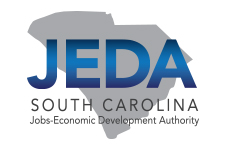 JEDA
SOUTH CAROLINA
Jobs-Economic Development Authority